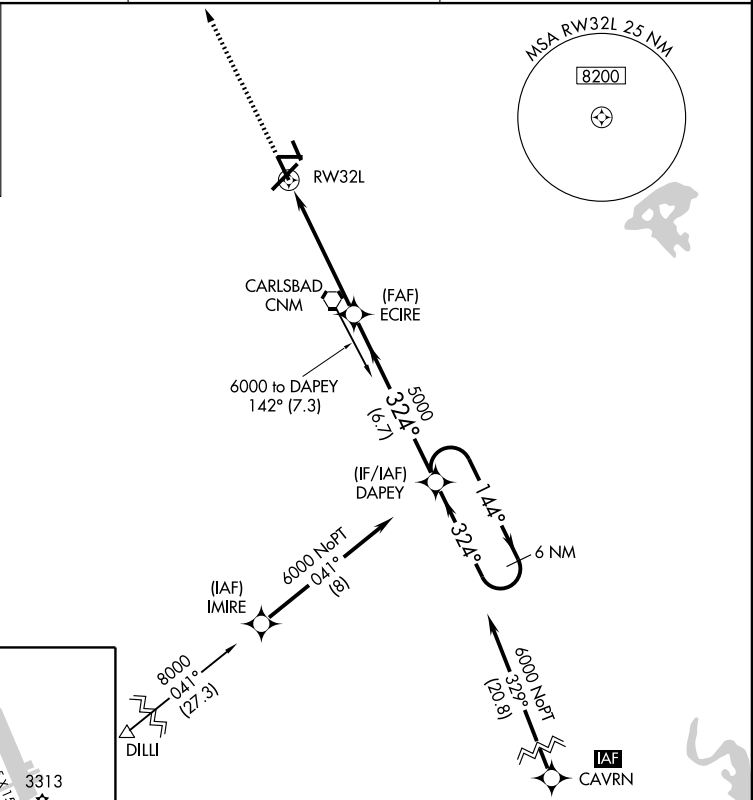 MSA RW32L 25 NM
8200
RW32L
CARLSBAD
CNM
(FAF)
ECIRE
6000 to DAPEY
142° (7.3)
5000
324°
(6.7)
(IF/IAF)
DAPEY
144°
324°
6 NM
6000 NoPT
041°
(8)
(IAF)
IMIRE
8000
041°
(27.3)
DILLI
6000 NoPT
329°
(20.8)
IAF
CAVRN
3313